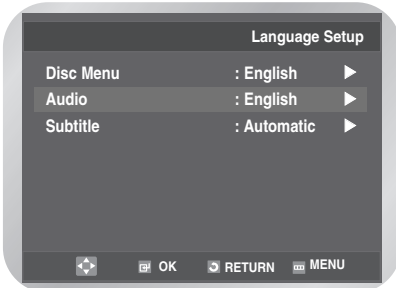 Language Setup
Disc Menu : English ▶
Audio : English ▶
Subtitle : Automatic ▶
OK RETURN MENU